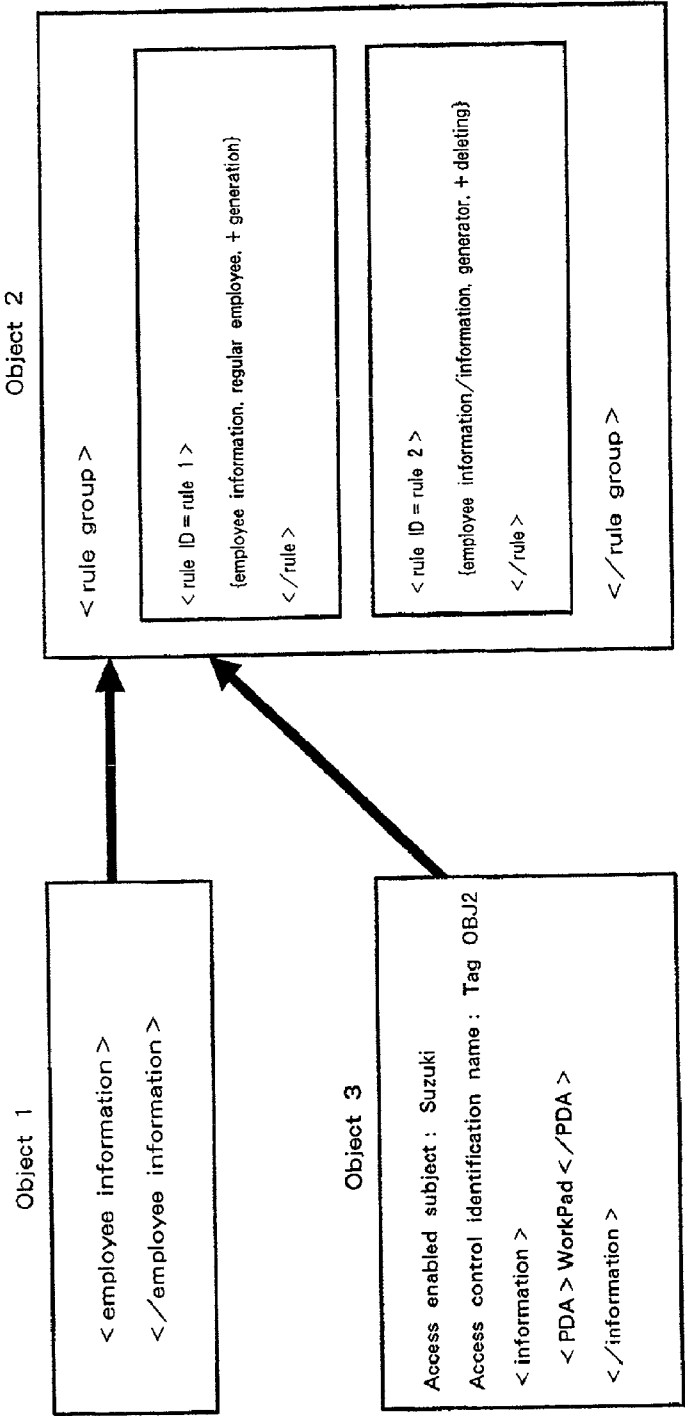 Object 1
< employee information >
< ／employee information >
Object 2
< rule group >
< rule ID = rule 1 >
{employee information, regular employee, + generation}
< ／rule >
< rule ID = rule 2 >
{employee information/information, generator, + deleting}
< ／rule >
< ／rule group >
Object 3
Access enabled subject : Suzuki
Access control identification name : Tag OBJ2
< information >
< PDA > WorkPad < ／PDA >
< ／information >